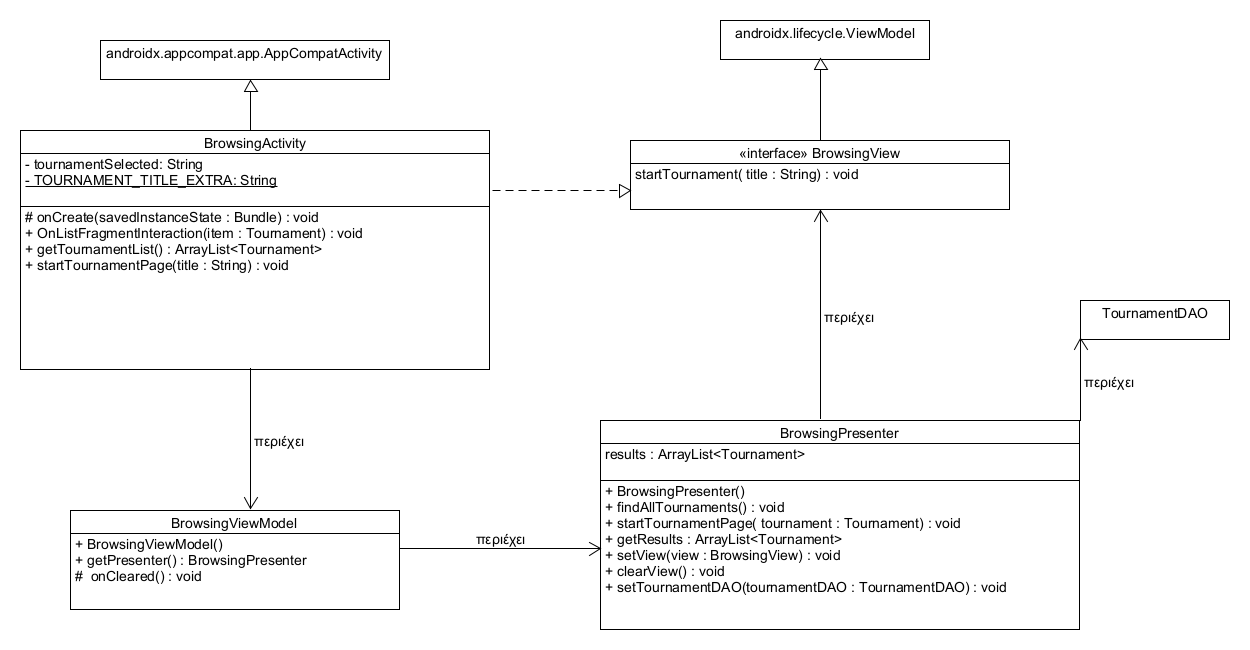 androidx.appcompat.app.AppCompatActivity
androidx.lifecycle.ViewModel
BrowsingActivity
- tournamentSelected: String
- TOURNAMENT_TITLE_EXTRA: String
# onCreate(savedInstanceState : Bundle) : void
+ OnListFragmentInteraction(item : Tournament) : void
+ getTournamentList() : ArrayList<Tournament>
+ startTournamentPage(title : String) : void
«interface» BrowsingView
startTournament( title : String) : void
περιέχει
TournamentDAO
περιέχει
περιέχει
BrowsingPresenter
results : ArrayList<Tournament>
+ BrowsingPresenter()
+ findAllTournaments() : void
+ startTournamentPage( tournament : Tournament) : void
+ getResults : ArrayList<Tournament>
+ setView(view : BrowsingView) : void
+ clearView() : void
+ setTournamentDAO(tournamentDAO : TournamentDAO) : void
BrowsingViewModel
+ BrowsingViewModel()
+ getPresenter() : BrowsingPresenter
#  onCleared() : void
περιέχει